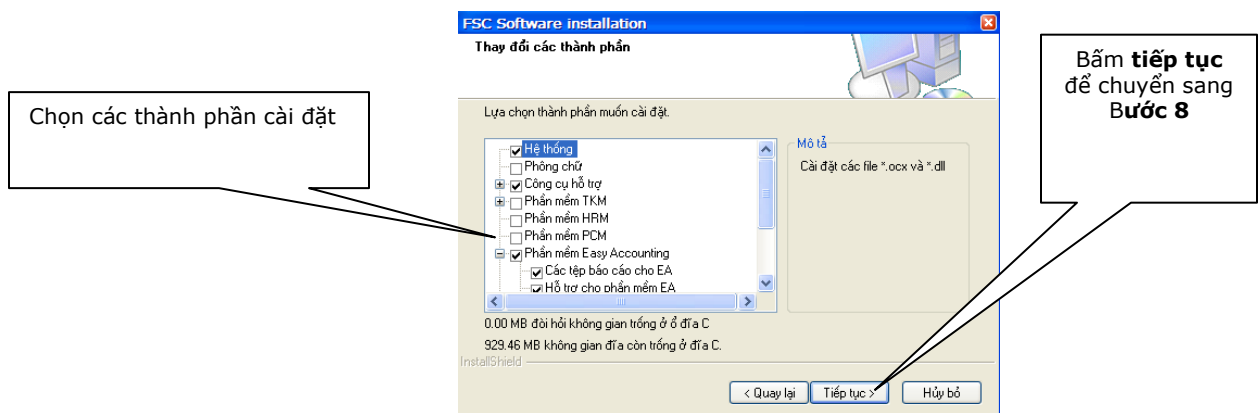 FSC Software installation
Thay đổi các thành phần
Bấm tiếp tục
để chuyển sang
Bước 8
Chọn các thành phần cài đặt
Lựa chọn thành phần muốn cài đặt.
Hệ thống
Phông chữ
Công cụ hỗ trợ
Phần mềm TKM
Phần mềm HRM
Phần mềm PCM
Phần mềm Easy Accounting
Các tệp báo cáo cho EA
Hỗ trợ cho phần mềm EA
Mô tả
Cài đặt các file *.ocx và *.dll
0.00 MB đòi hỏi không gian trống ở ổ đĩa C
929.46 MB không gian đĩa còn trống ở đĩa C.
InstallShield
< Quay lại
Tiếp tục >
Hủy bỏ